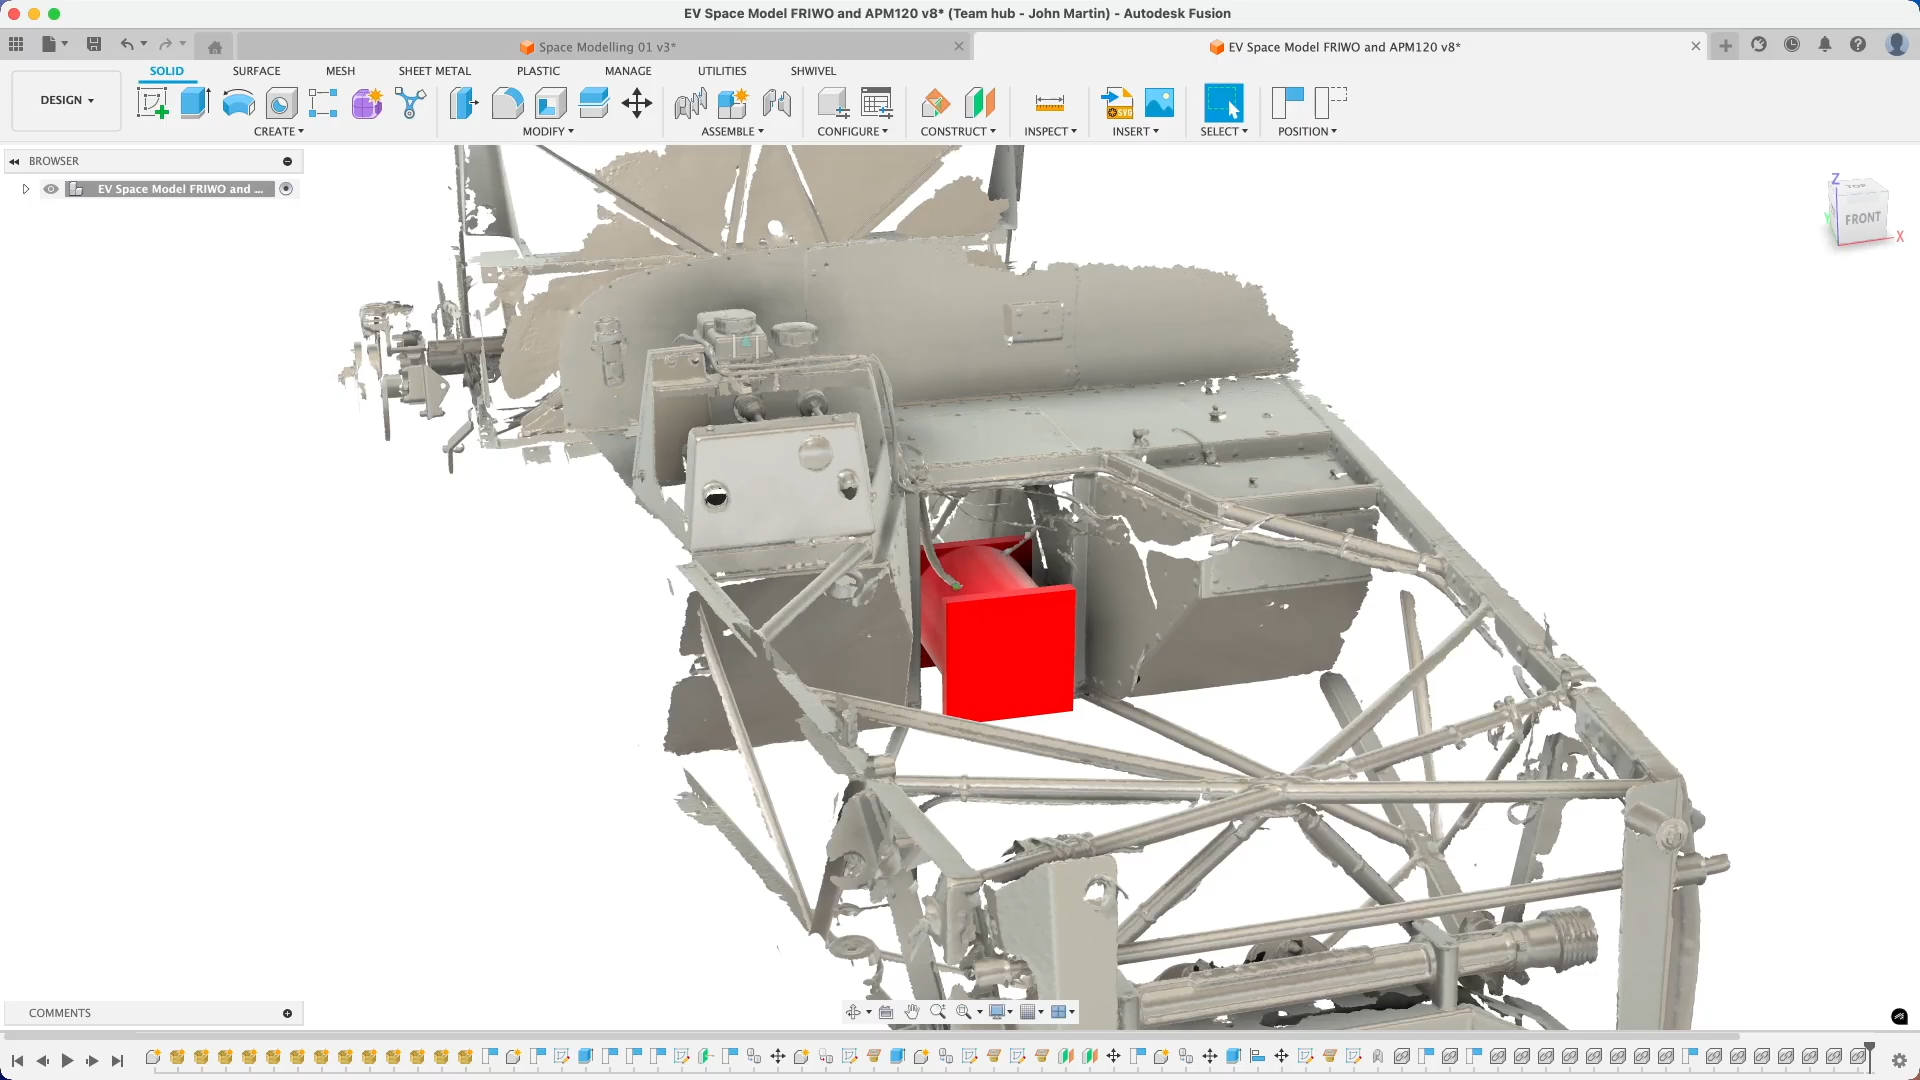 EV Space Model FRIWO and APM120 v8* (Team hub - John Martin) - Autodesk Fusion
Space Modelling 01 v3*
EV Space Model FRIWO and APM120 v8*
SOLID SURFACE MESH SHEET METAL PLASTIC MANAGE UTILITIES SHWIVEL
DESIGN
CREATE MODIFY ASSEMBLE CONFIGURE CONSTRUCT INSPECT INSERT SELECT POSITION
SVG
BROWSER
EV Space Model FRIWO and ...
Z
TOP
FRONT
Y
X
COMMENTS